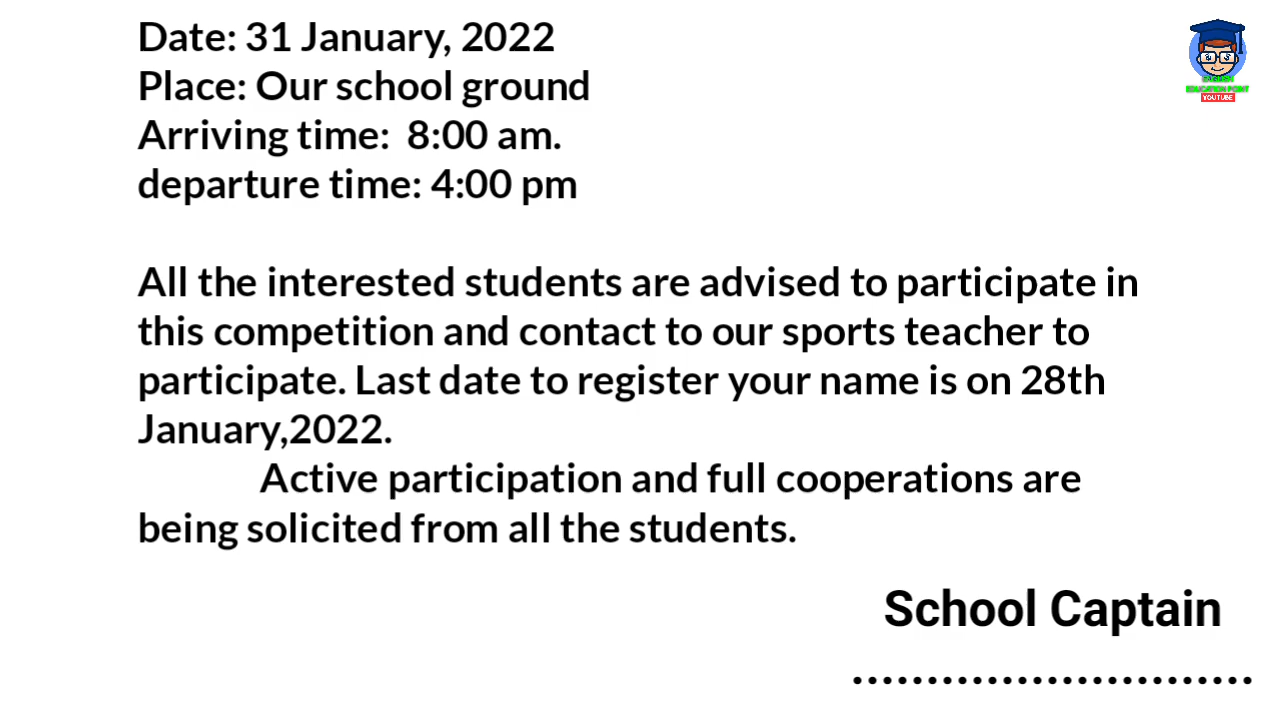 Date: 31 January, 2022
Place: Our school ground
Arriving time:  8:00 am.
departure time: 4:00 pm
All the interested students are advised to participate in
this competition and contact to our sports teacher to
participate. Last date to register your name is on 28th
January,2022.
Active participation and full cooperations are
being solicited from all the students.
School Captain
...........................
EDUCATION POINT
YOUTUBE